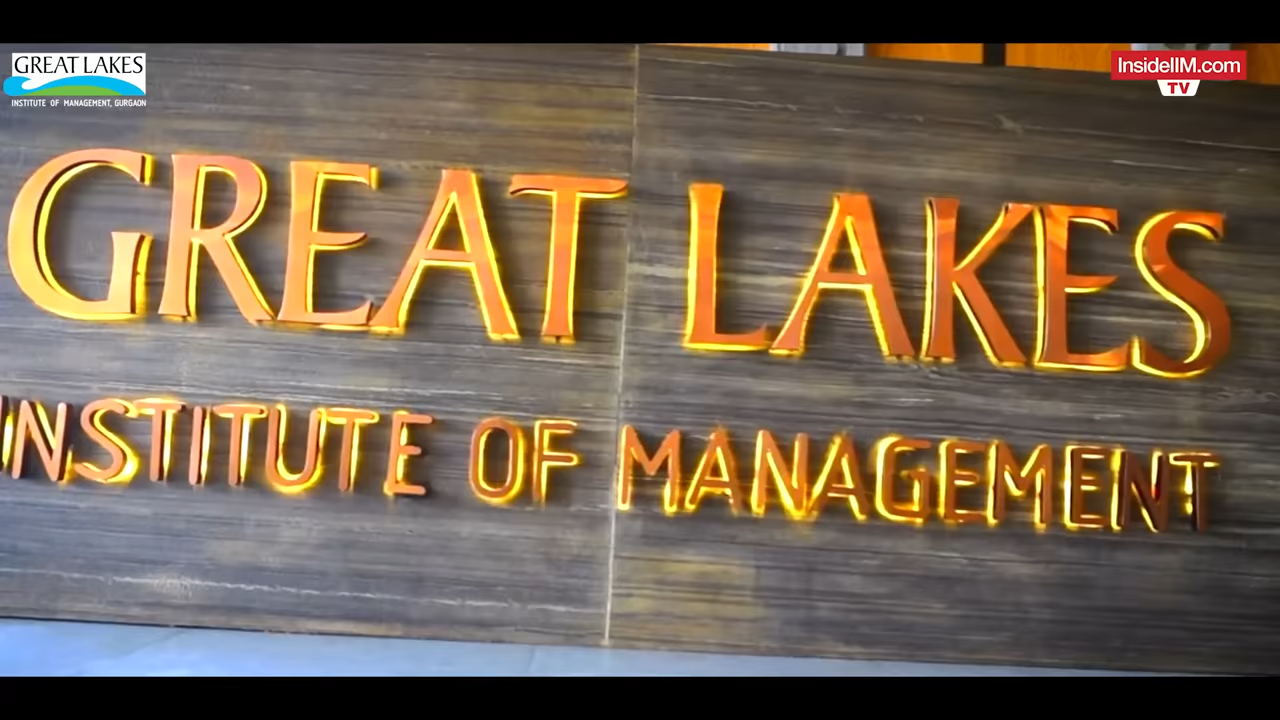 GREAT LAKES
INSTITUTE OF MANAGEMENT, GURGAON
InsideIIM.com
TV
GREAT LAKES
INSTITUTE OF MANAGEMENT